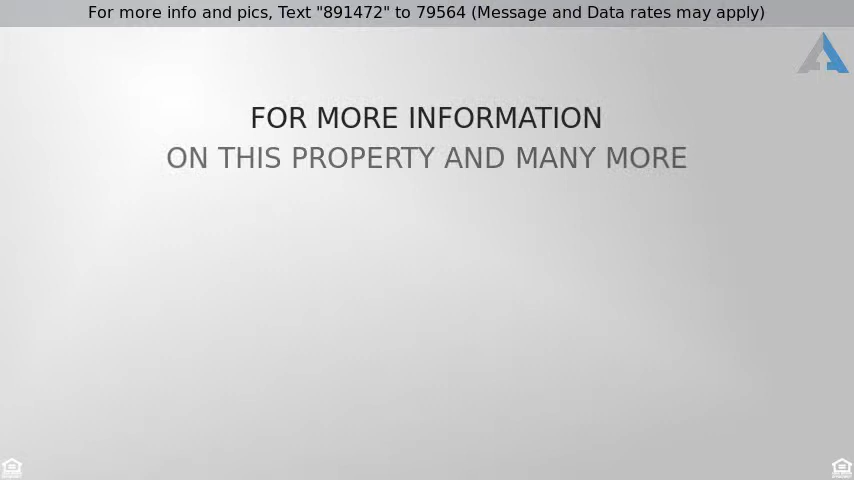 For more info and pics, Text "891472" to 79564 (Message and Data rates may apply)
FOR MORE INFORMATION
ON THIS PROPERTY AND MANY MORE